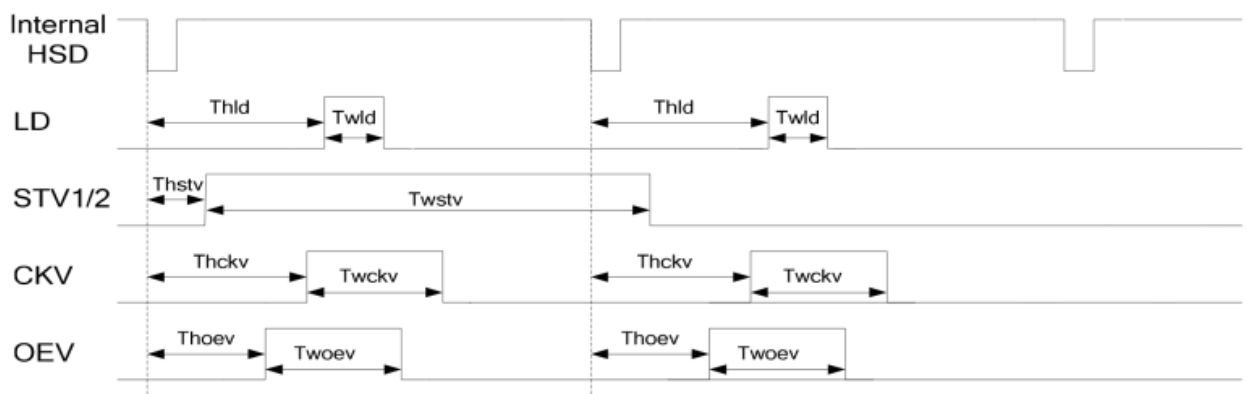 Internal
HSD
LD
Thld
Twld
Thld
Twld
STV1/2
Thstv
Twstv
CKV
Thckv
Twckv
Thckv
Twckv
OEV
Thoev
Twoev
Thoev
Twoev